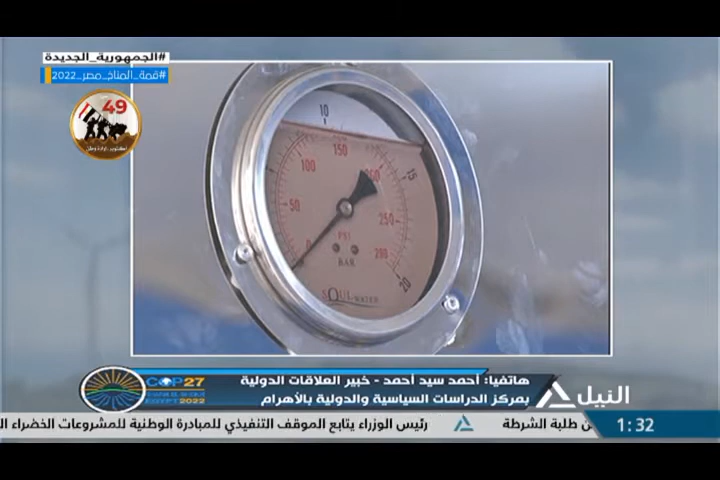 #الجمهورية_الجديدة
#قمة_المناخ_مصر_2022
49
10
15
20
0
50
100
150
200
250
280
PSI
BAR
هاتفيا: أحمد سيد أحمد - خبير العلاقات الدولية
بمركز الدراسات السياسية والدولية بالأهرام
COP27
EGYPT 2022
النيل
رئيس الوزراء يتابع الموقف التنفيذي للمبادرة الوطنية للمشروعات الخضراء
طلبة الشرطة
1:32